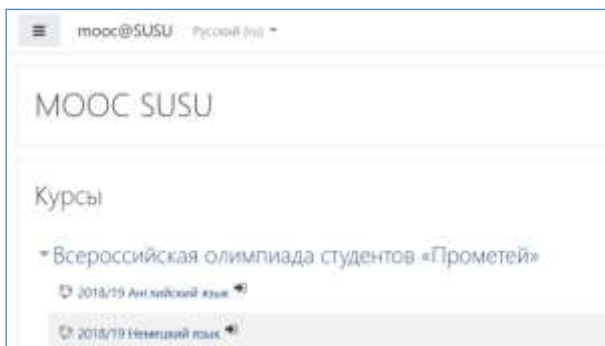 mooc@SUSU Русский (ru)
MOOC SUSU
Курсы
Всероссийская олимпиада студентов «Прометей»
2018/19 Английский язык
2018/19 Немецкий язык